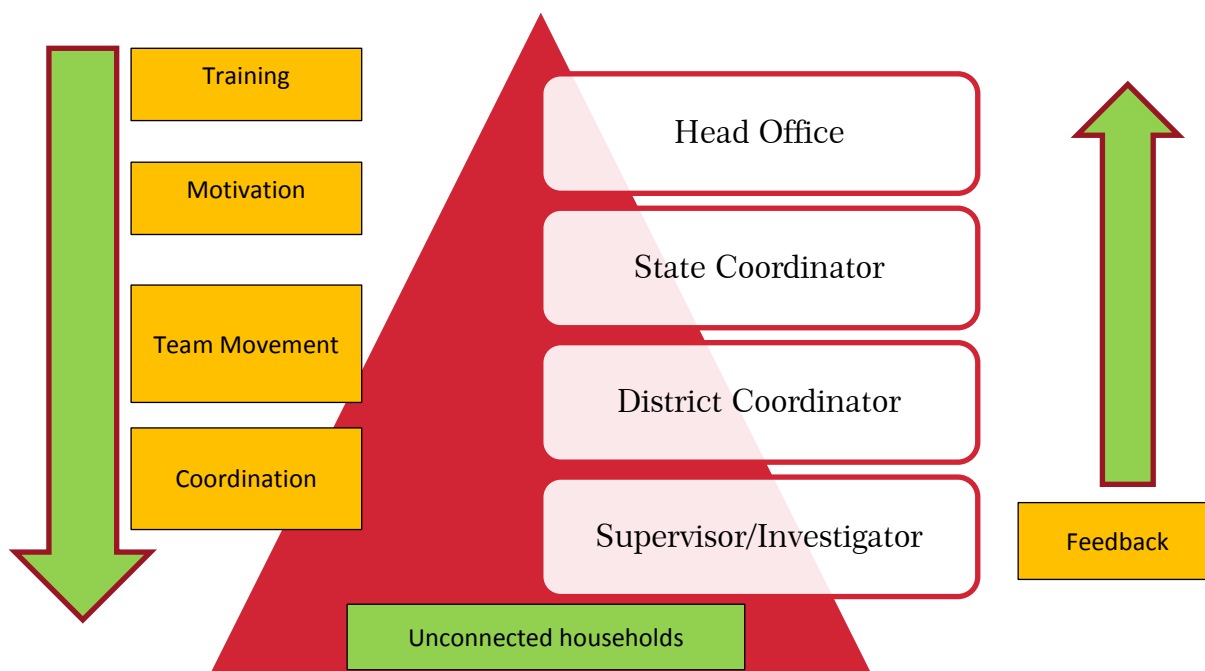 Training
Motivation
Team Movement
Coordination
Head Office
State Coordinator
District Coordinator
Supervisor/Investigator
Feedback
Unconnected households